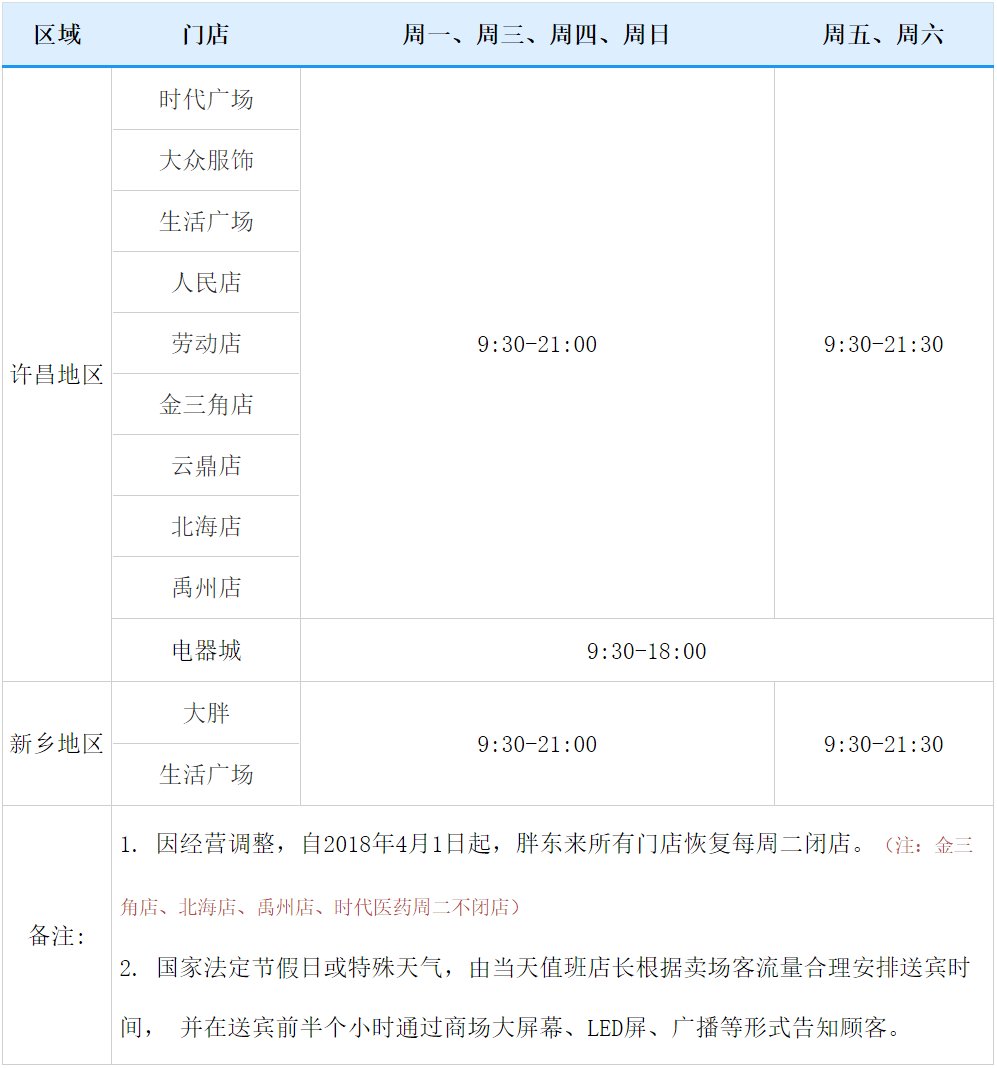 区域 门店 周一、周三、周四、周日 周五、周六
时代广场
大众服饰
生活广场
人民店
许昌地区 劳动店 9:30-21:00 9:30-21:30
金三角店
云鼎店
北海店
禹州店
电器城 9:30-18:00
新乡地区 大胖 9:30-21:00 9:30-21:30
生活广场
备注:
1. 因经营调整，自2018年4月1日起，胖东来所有门店恢复每周二闭店。（注：金三
角店、北海店、禹州店、时代医药周二不闭店）
2. 国家法定节假日或特殊天气，由当天值班店长根据卖场客流量合理安排送宾时
间， 并在送宾前半个小时通过商场大屏幕、LED屏、广播等形式告知顾客。